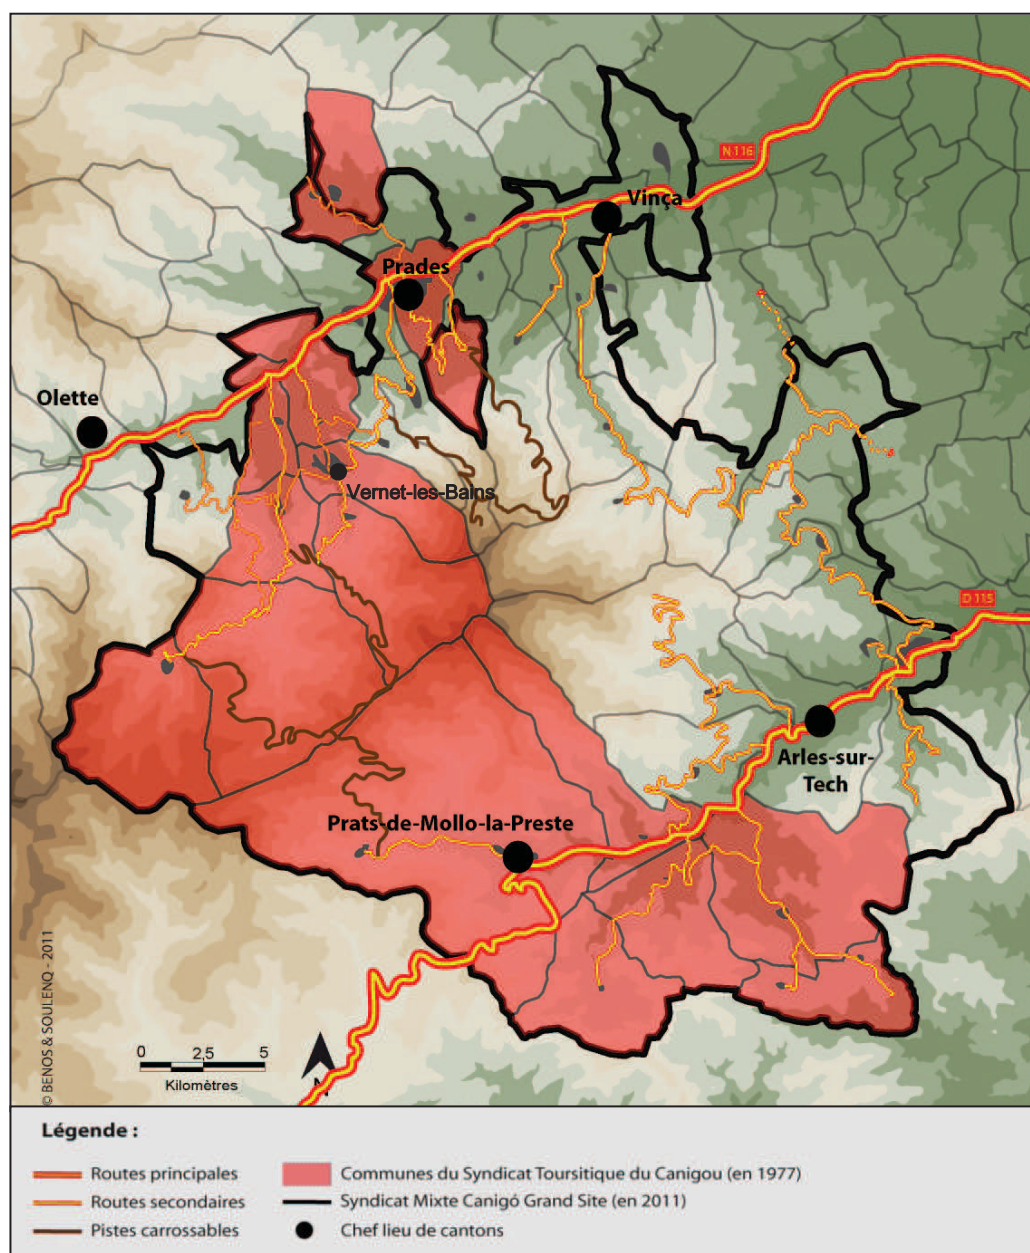 N 116
Vinça
Prades
Olette
Vernet-les-Bains
D 115
Arles-sur-
Tech
Prats-de-Mollo-la-Preste
© BENOS & SOULENQ - 2011
0 2,5 5
Kilomètres
N
Légende :
Routes principales
Routes secondaires
Pistes carrossables
Communes du Syndicat Toursitique du Canigou (en 1977)
Syndicat Mixte Canigó Grand Site (en 2011)
Chef lieu de cantons